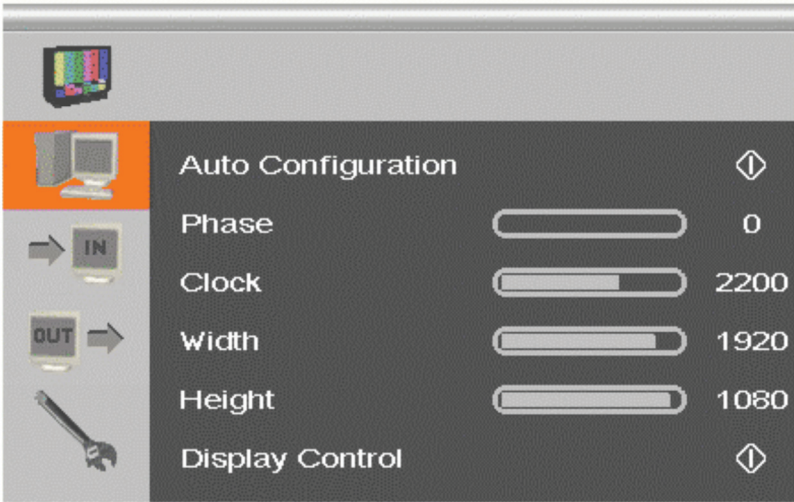 Auto Configuration
Phase 0
Clock 2200
IN
Width 1920
OUT
Height 1080
Display Control